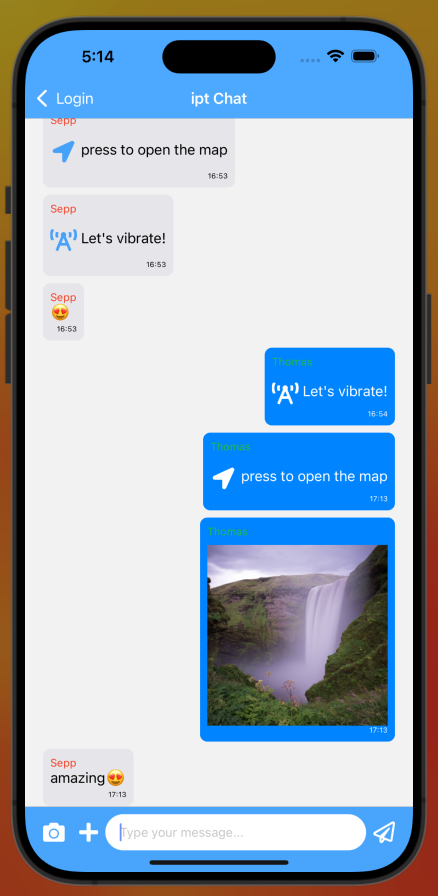 5:14
Login
ipt Chat
Sepp
press to open the map
16:53
Sepp
Let's vibrate!
16:53
Sepp
😍
16:53
Thomas
Let's vibrate!
16:54
Thomas
press to open the map
17:13
Thomas
17:13
Sepp
amazing😍
17:13
Type your message...